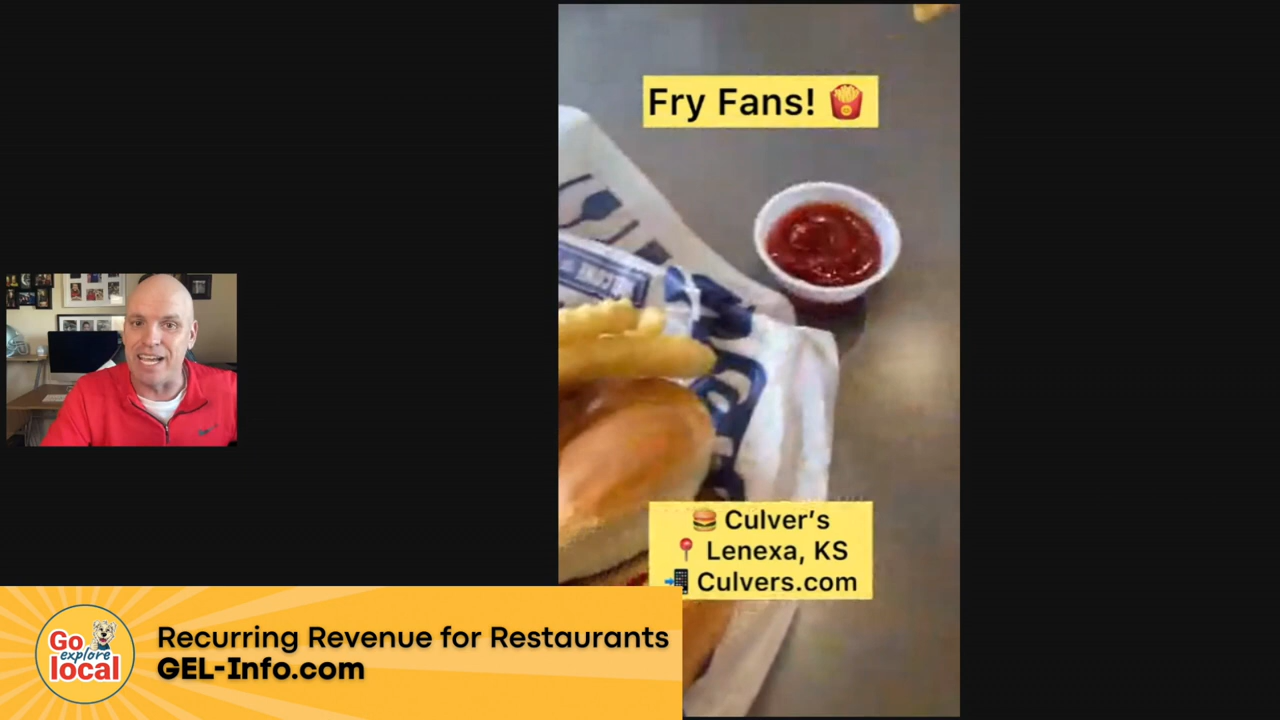 Fry Fans! 🍟
🍔 Culver's
📍 Lenexa, KS
📲 Culvers.com
Go
explore
local
Recurring Revenue for Restaurants
GEL-Info.com